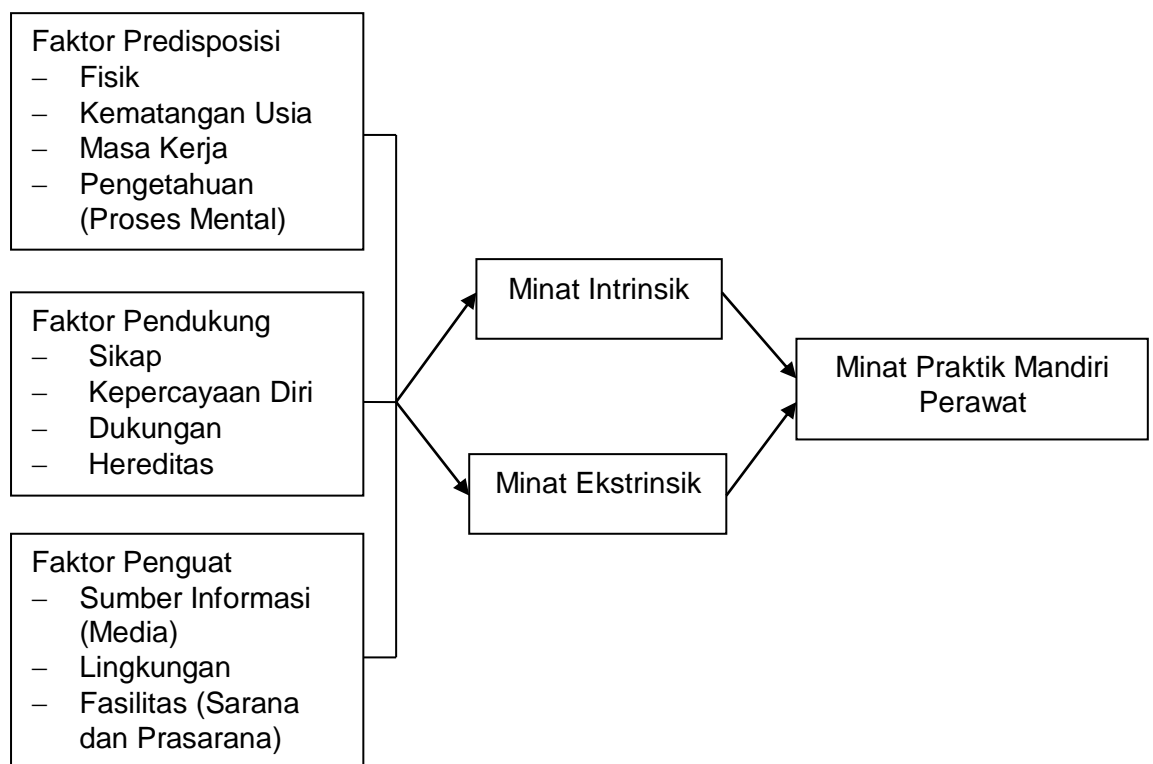 Faktor Predisposisi
– Fisik
– Kematangan Usia
– Masa Kerja
– Pengetahuan
(Proses Mental)
Faktor Pendukung
– Sikap
– Kepercayaan Diri
– Dukungan
– Hereditas
Faktor Penguat
– Sumber Informasi
(Media)
– Lingkungan
– Fasilitas (Sarana
dan Prasarana)
Minat Intrinsik
Minat Ekstrinsik
Minat Praktik Mandiri
Perawat